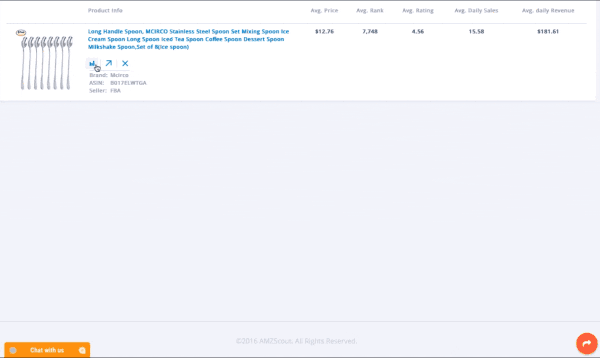 Product Info Avg. Price Avg. Rank Avg. Rating Avg. Daily Sales Avg. daily Revenue
Long Handle Spoon, MCIRCO Stainless Steel Spoon Set Mixing Spoon Ice $12.76 7,748 4.56 15.58 $181.61
Cream Spoon Long Spoon Iced Tea Spoon Coffee Spoon Dessert Spoon
Milkshake Spoon,Set of 8(ice spoon)
Brand: Mcirco
ASIN:
Seller: FBA
©2016 AMZScout. All Rights Reserved.
Chat with us